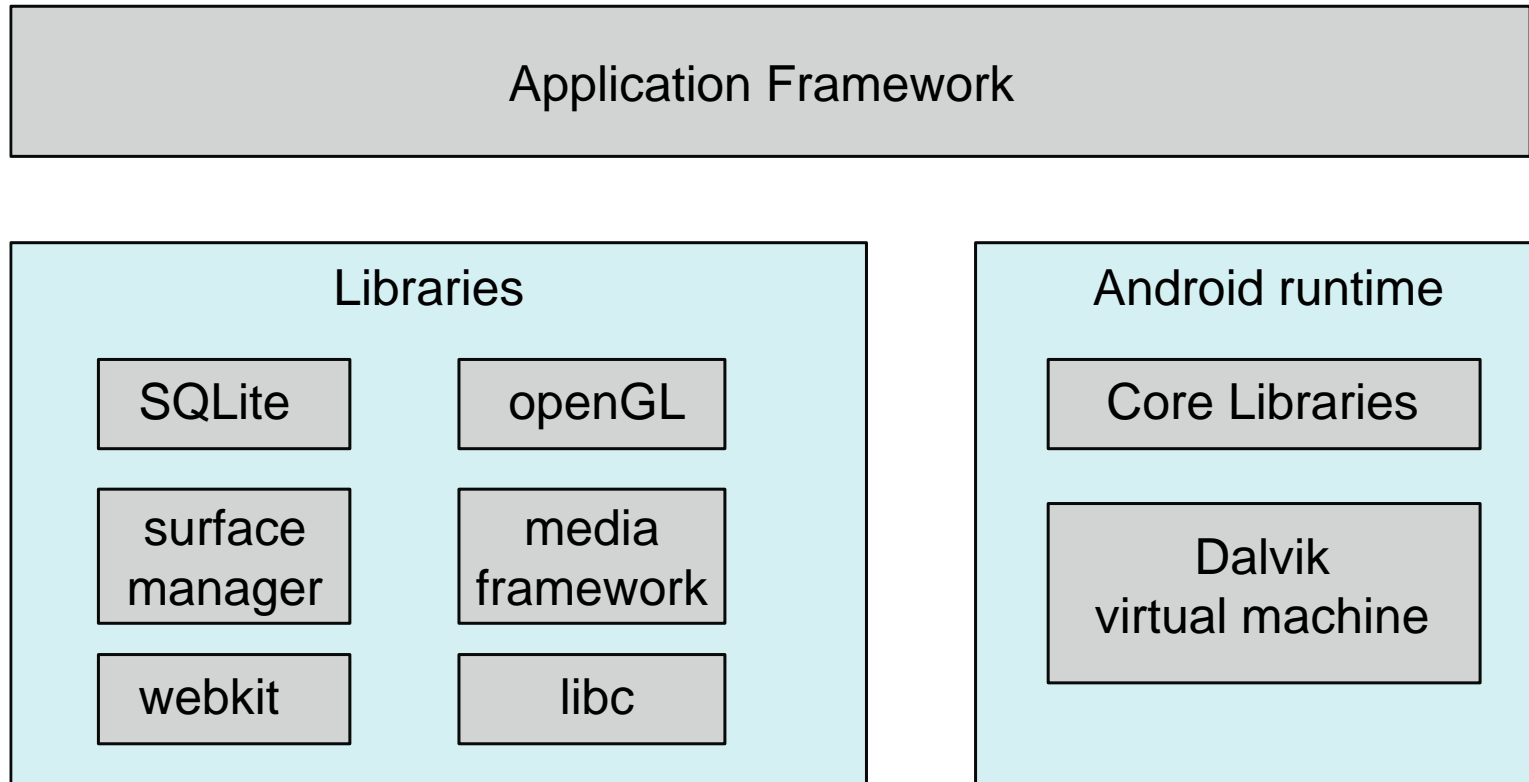 Application Framework
Libraries
SQLite
openGL
surface
manager
media
framework
webkit
libc
Android runtime
Core Libraries
Dalvik
virtual machine